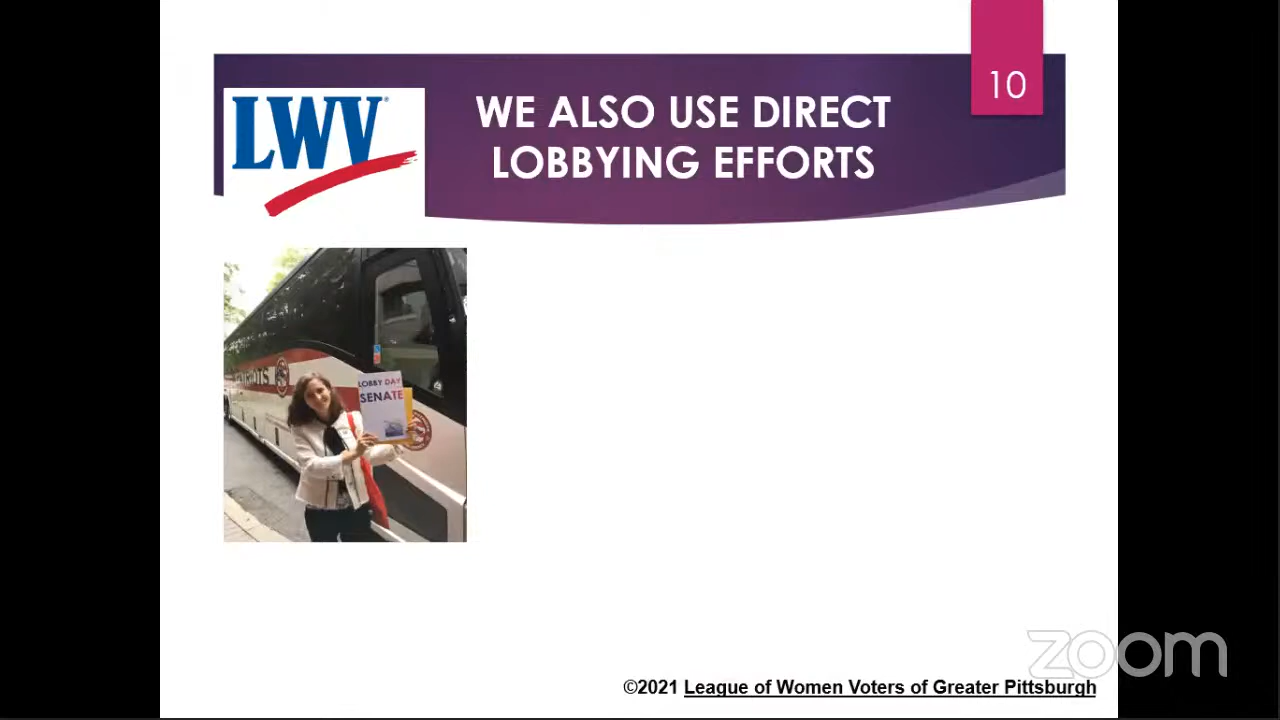 10
LWV®
WE ALSO USE DIRECT
LOBBYING EFFORTS
LOBBY DAY
SENATE
zoom
©2021 League of Women Voters of Greater Pittsburgh